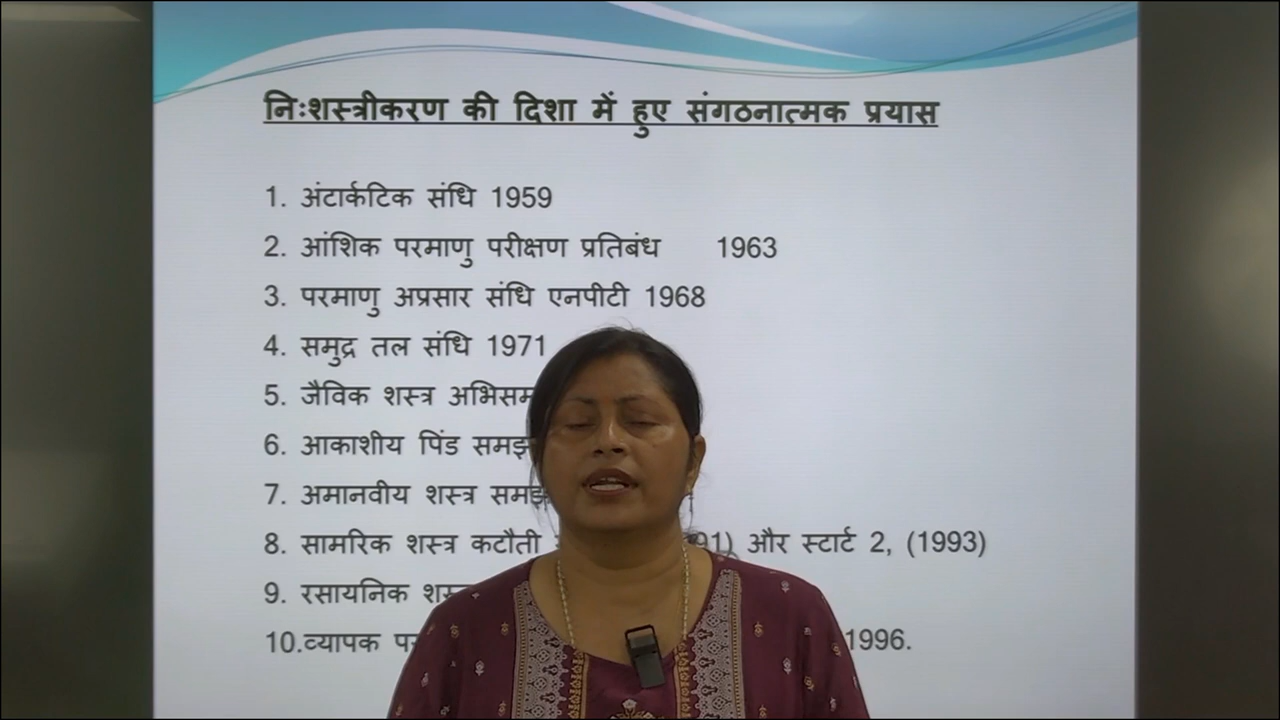 निःशस्त्रीकरण की दिशा में हुए संगठनात्मक प्रयास
1. अंटार्कटिक संधि 1959
2. आंशिक परमाणु परीक्षण प्रतिबंध 1963
3. परमाणु अप्रसार संधि एनपीटी 1968
4. समुद्र तल संधि 1971
5. जैविक शस्त्र
6. आकाशीय पिंड
7. अमानवीय शस्त्र
8. सामरिक शस्त्र कटौती और स्टार्ट 2, (1993)
9. रसायनिक
10.व्यापक 1996.